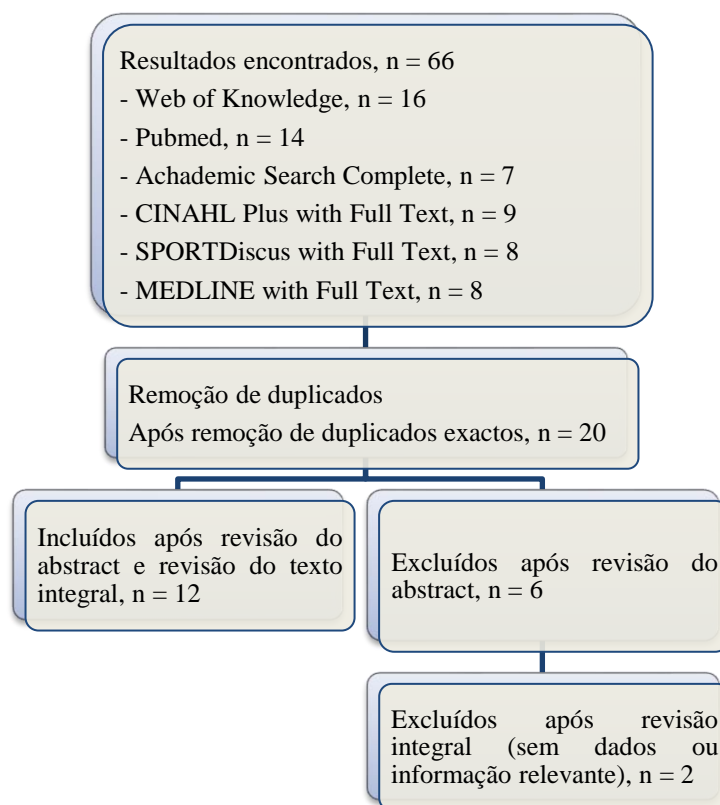 Resultados encontrados, n = 66
- Web of Knowledge, n = 16
- Pubmed, n = 14
- Achademic Search Complete, n = 7
- CINAHL Plus with Full Text, n = 9
- SPORTDiscus with Full Text, n = 8
- MEDLINE with Full Text, n = 8
Remoção de duplicados
Após remoção de duplicados exactos, n = 20
Incluídos após revisão do
abstract e revisão do texto
integral, n = 12
Excluídos após revisão do
abstract, n = 6
Excluídos após revisão
integral (sem dados ou
informação relevante), n = 2